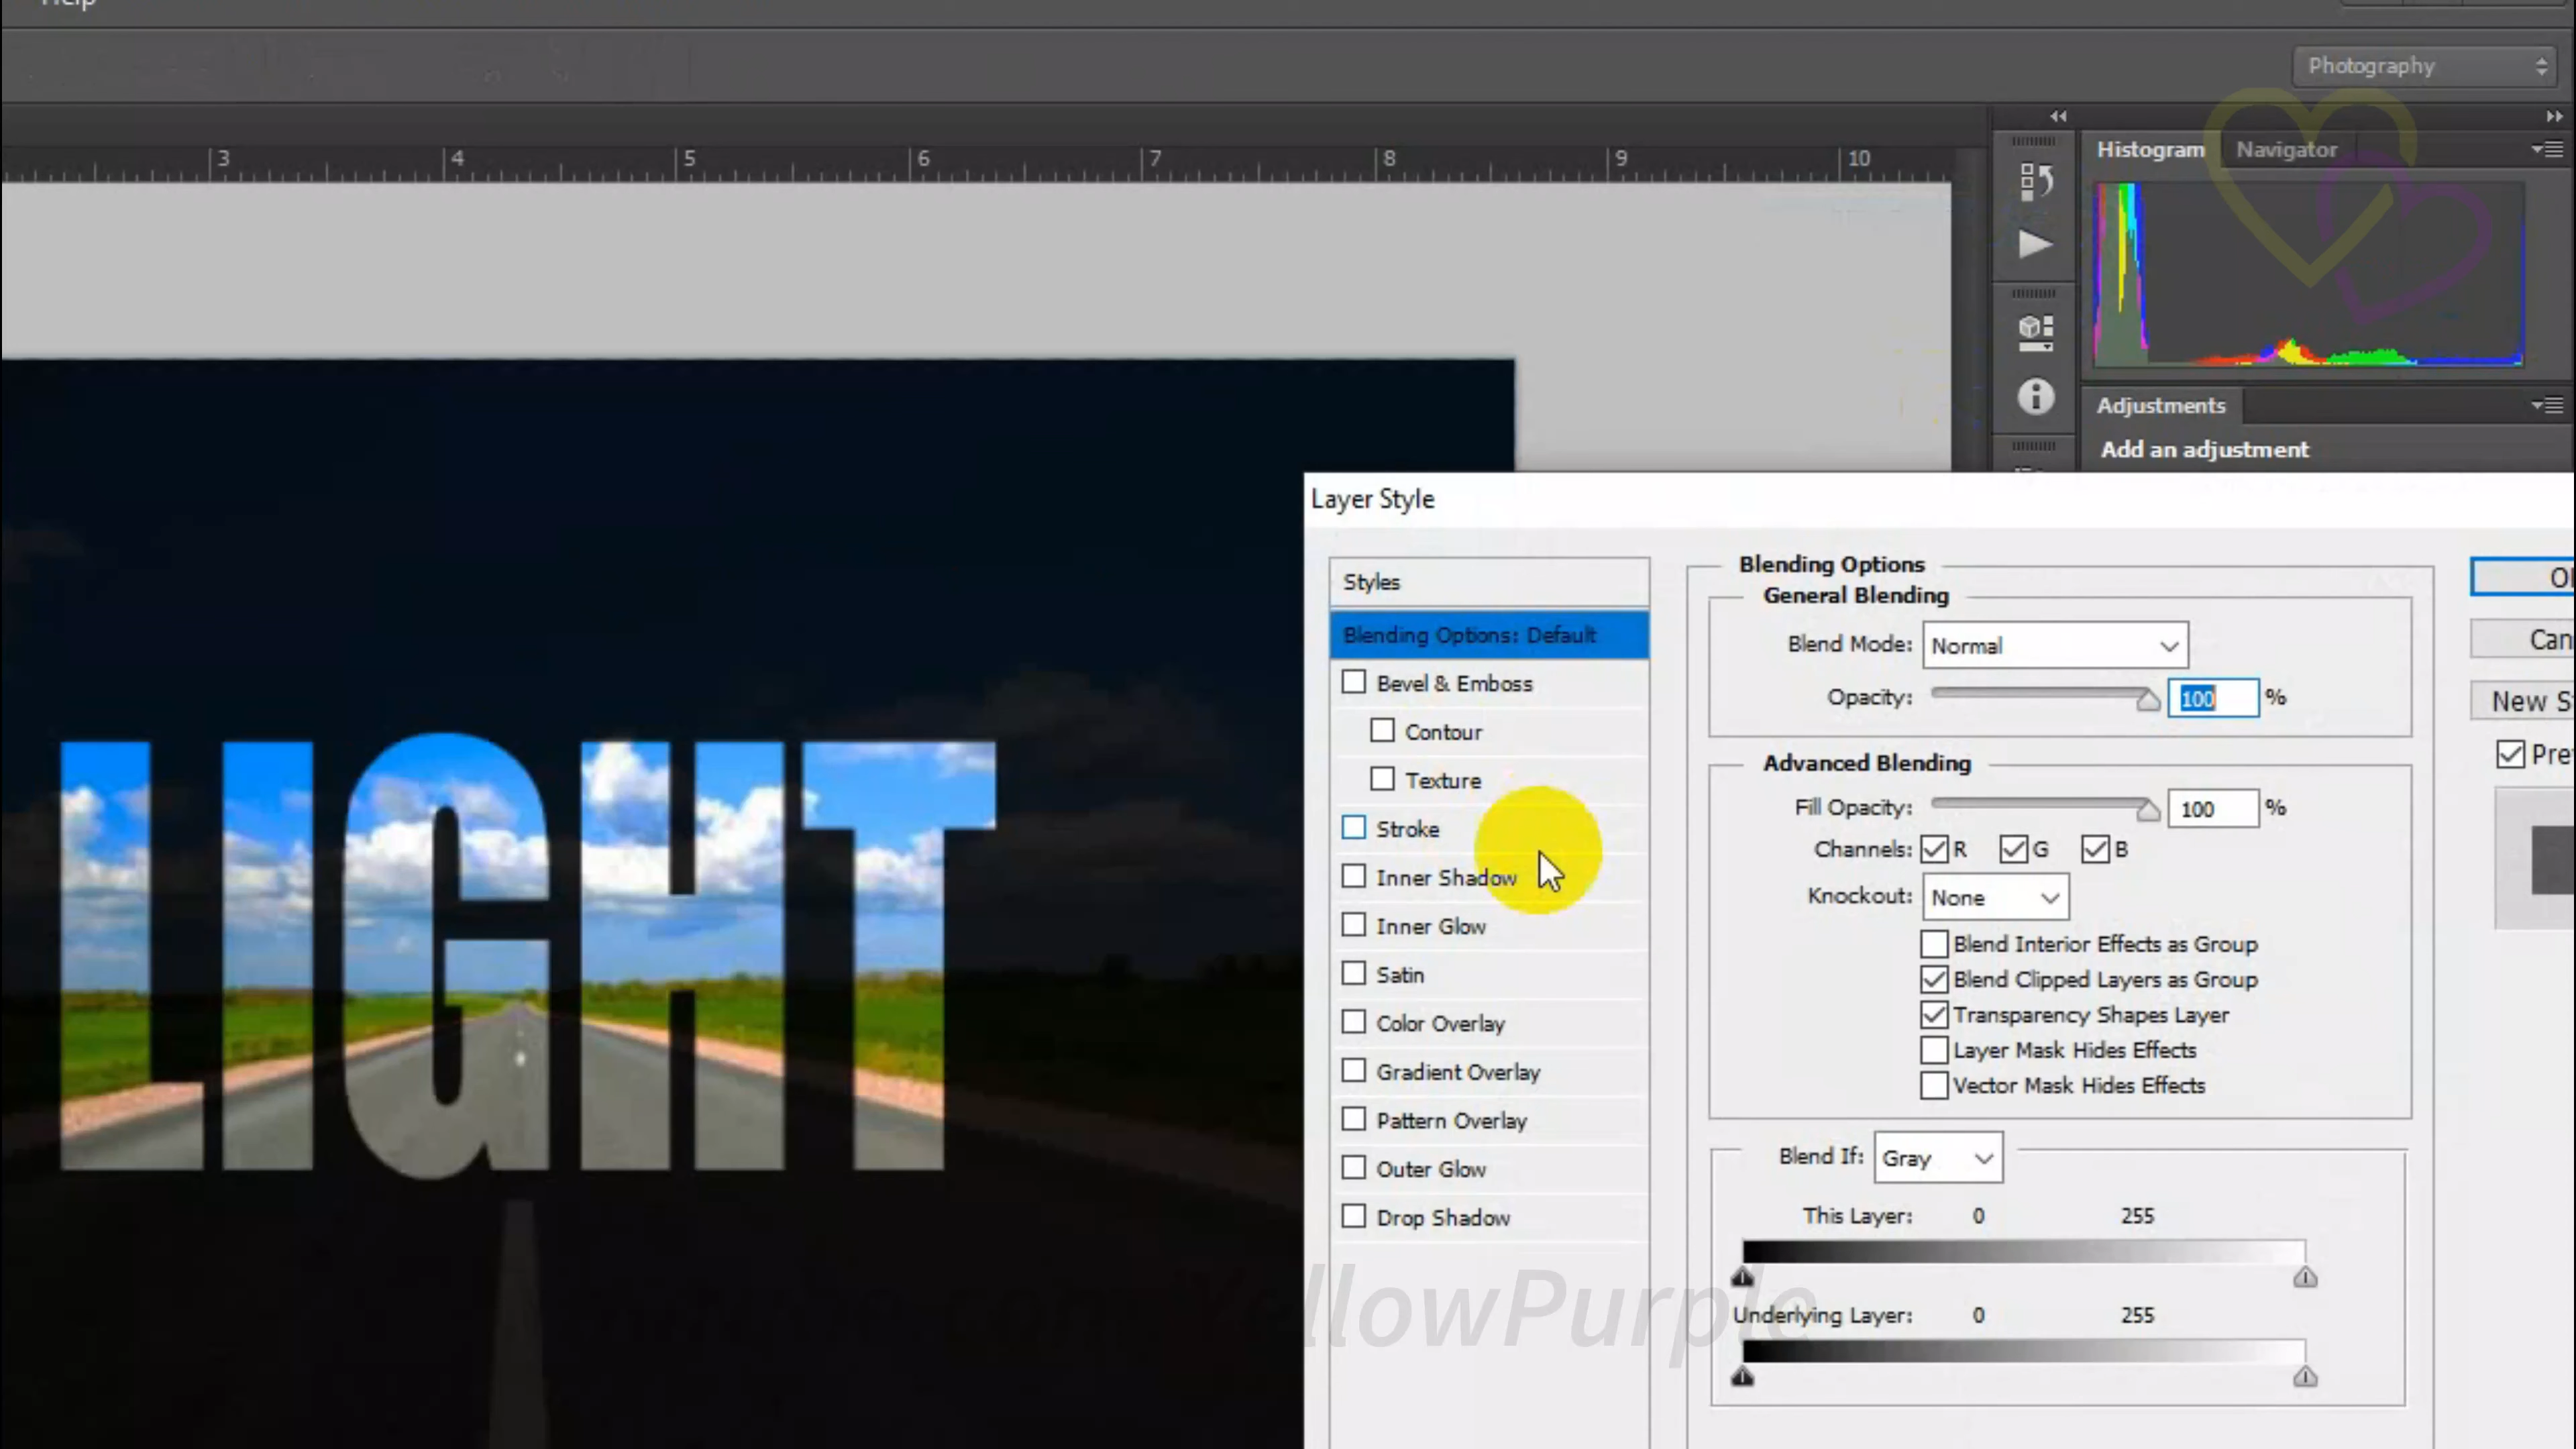 Help
Photography
3 4 5 6 7 8 9 10
Histogram Navigator
Adjustments
Add an adjustment
LIGHT
Layer Style
Styles
Blending Options: Default
Bevel & Emboss
Contour
Texture
Stroke
Inner Shadow
Inner Glow
Satin
Color Overlay
Gradient Overlay
Pattern Overlay
Outer Glow
Drop Shadow
Blending Options
General Blending
Blend Mode: Normal
Opacity: 100 %
Advanced Blending
Fill Opacity: 100 %
Channels: R G B
Knockout: None
Blend Interior Effects as Group
Blend Clipped Layers as Group
Transparency Shapes Layer
Layer Mask Hides Effects
Vector Mask Hides Effects
Blend If: Gray
This Layer: 0 255
Underlying Layer: 0 255
New S
Pre
Can
llowPurple